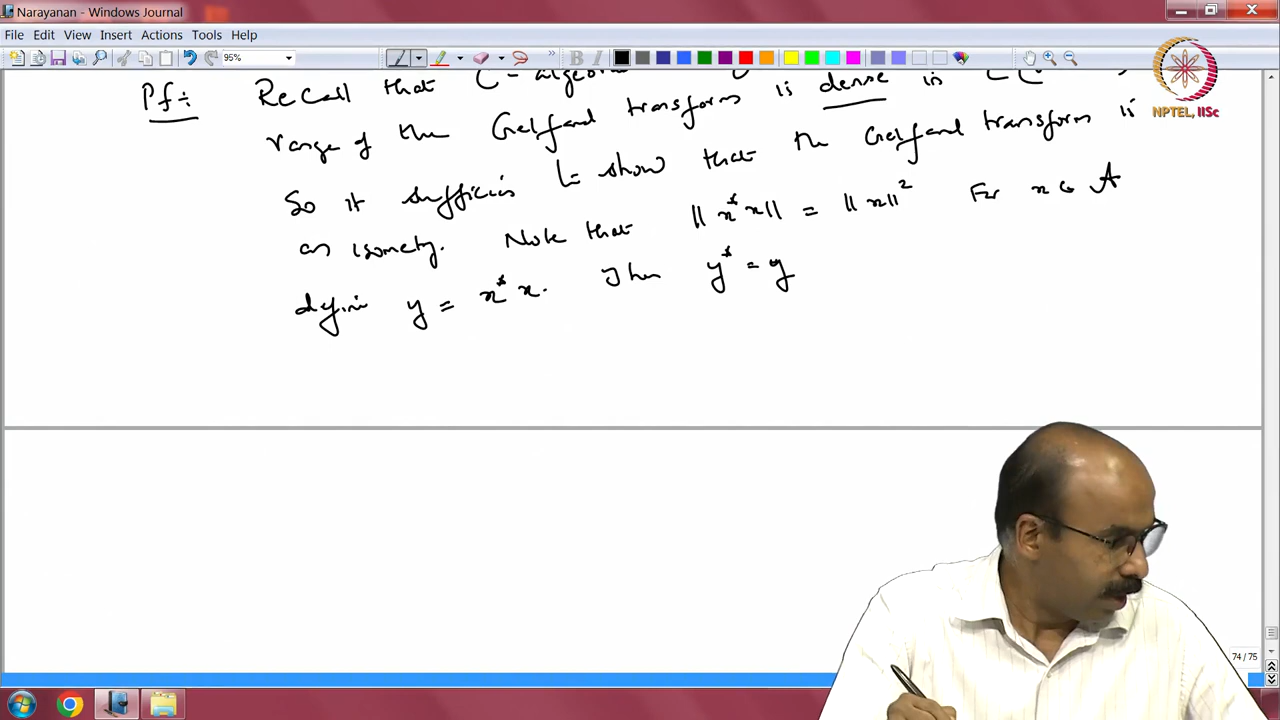 Narayanan - Windows Journal
File Edit View Insert Actions Tools Help
95%
NPTEL, IISc
Pf:- Recall that C*-algebra
range of the Gelfand transform is dense in C(
So it suffices to show that the Gelfand transform is
an isometry. Note that ||x*x|| = ||x||² For x ∈ A
define y = x*x. Then y* = y
74 / 75